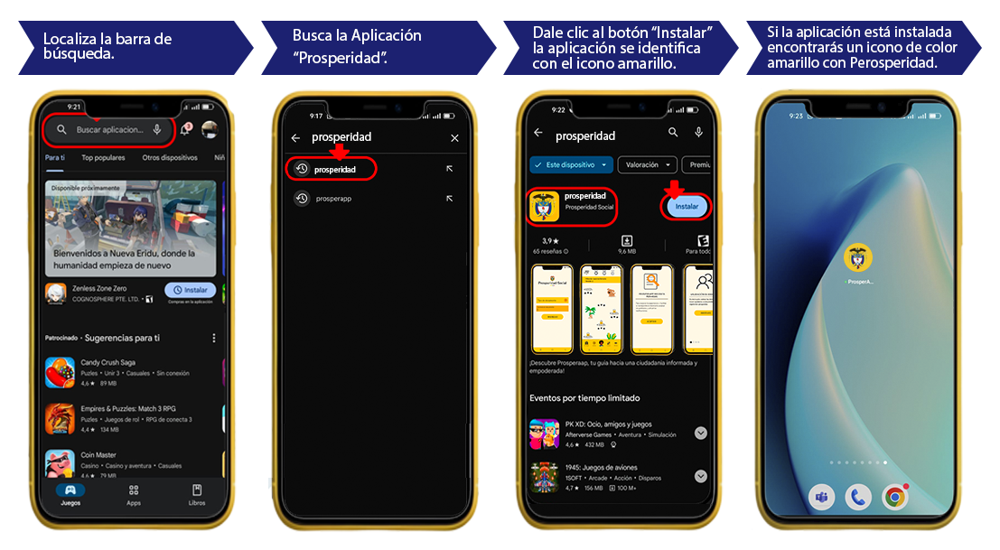 Localiza la barra de
búsqueda.
Busca la Aplicación
“Prosperidad”.
Dale clic al botón “Instalar”
la aplicación se identifica
con el icono amarillo.
Si la aplicación está instalada
encontrarás un icono de color
amarillo con Perosperidad.
9:21
Buscar aplicacion...
Para ti
Top populares
Otros dispositivos
Niñ
Disponible próximamente
Bienvenidos a Nueva Eridu, donde la
humanidad empieza de nuevo
Zenless Zone Zero
COGNOSPHERE PTE. LTD. •
Instalar
Compras en la aplicación
Patrocinado • Sugerencias para ti
Candy Crush Saga
Puzles • Unir 3 • Casuales • Sin conexión
4,6 ★ 89 MB
Empires & Puzzles: Match 3 RPG
Puzles • Juegos de rol • RPG de conecta 3
4,4 ★ 134 MB
Coin Master
Casino • Casino y aventura • Casuales
4,6 ★ 79 MB
Juegos
Apps
Libros
9:17
prosperidad
prosperidad
prosperapp
9:22
prosperidad
Este dispositivo
Valoración
Premiu
prosperidad
Prosperidad Social
Instalar
3,9 ★
65 reseñas
9,6 MB
Para todo
Prosperidad Social
¡Descubre Prosperaap, tu guía hacia una ciudadanía informada y
empoderada!
Eventos por tiempo limitado
PK XD: Ocio, amigos y juegos
Afterverse Games • Aventura • Simulación
4,6 ★ 432 MB
1945: Juegos de aviones
1SOFT • Arcade • Acción • Disparos
4,7 ★ 156 MB 100 M+
9:23
ProsperA...